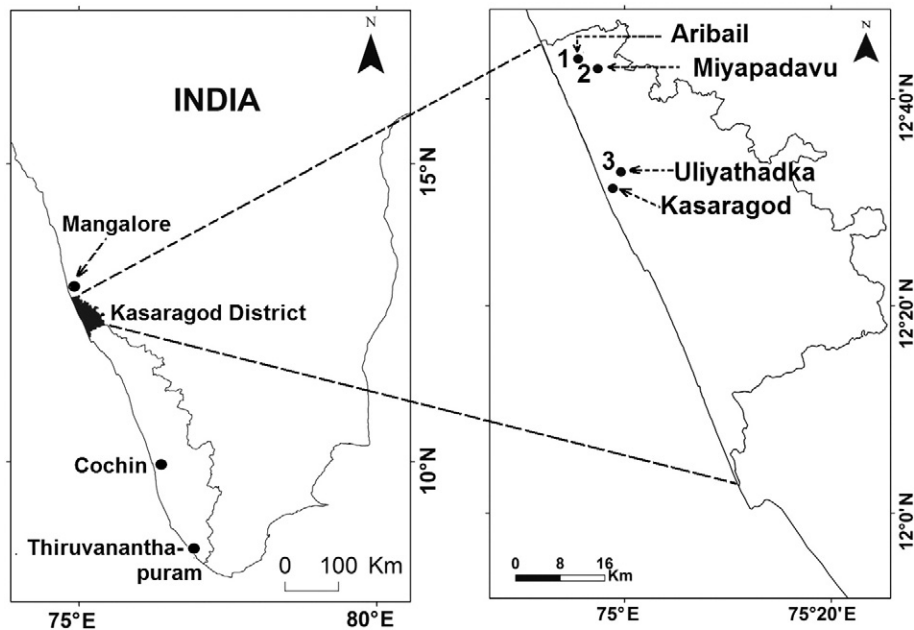 N
INDIA
15°N
Mangalore
Kasaragod District
Cochin
10°N
Thiruvanantha-
puram
0 100 Km
75°E
80°E
N
Aribail
1
2
Miyapadavu
12°40'N
3
Uliyathadka
Kasaragod
12°20'N
12°0'N
0 8 16
Km
75°E
75°20'E